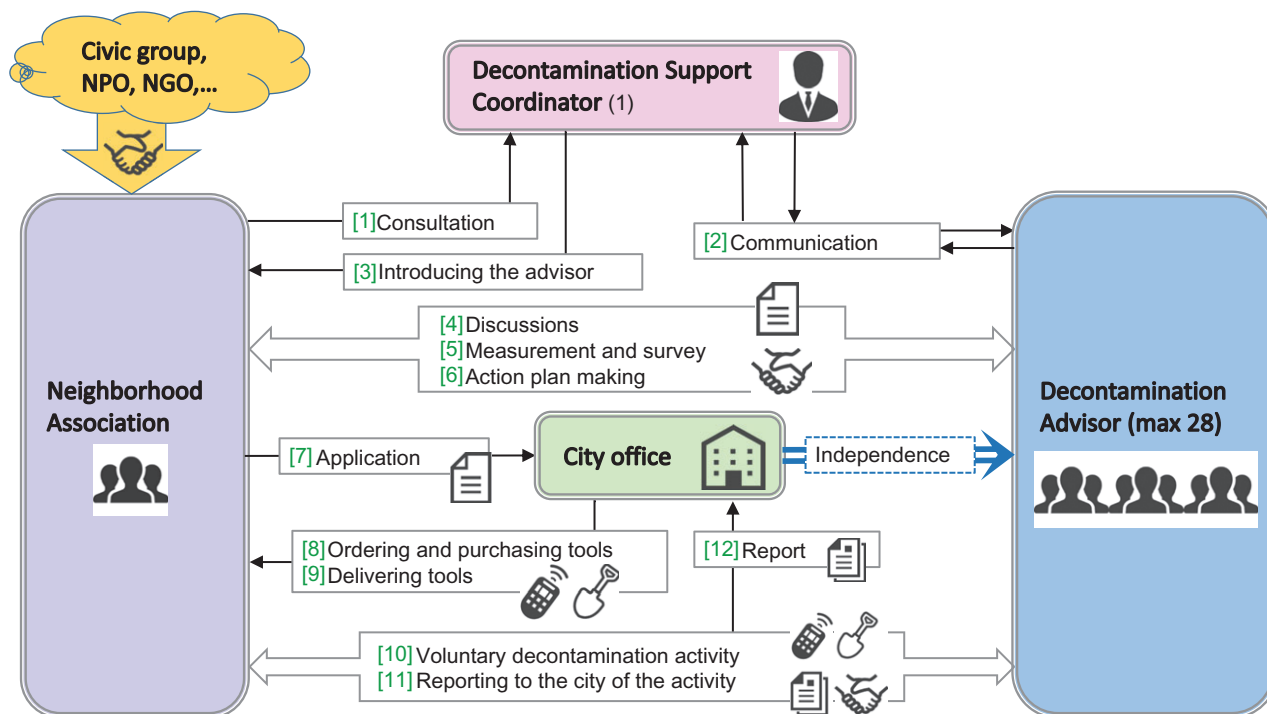 Civic group,
NPO, NGO,...
Decontamination Support
Coordinator (1)
[1]Consultation
[2]Communication
[3]Introducing the advisor
[4]Discussions
[5]Measurement and survey
[6]Action plan making
Neighborhood
Association
Decontamination
Advisor (max 28)
[7]Application
City office
Independence
[8]Ordering and purchasing tools
[9]Delivering tools
[12]Report
[10]Voluntary decontamination activity
[11]Reporting to the city of the activity